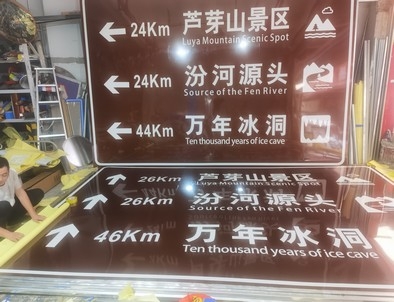 24Km 芦芽山景区
Luya Mountain Scenic Spot
24Km 汾河源头
Source of the Fen River
44Km 万年冰洞
Ten thousand years of ice cave
26Km 芦芽山景区
Luya Mountain Scenic Spot
26Km 汾河源头
Source of the Fen River
46Km 万年冰洞
Ten thousand years of ice cave